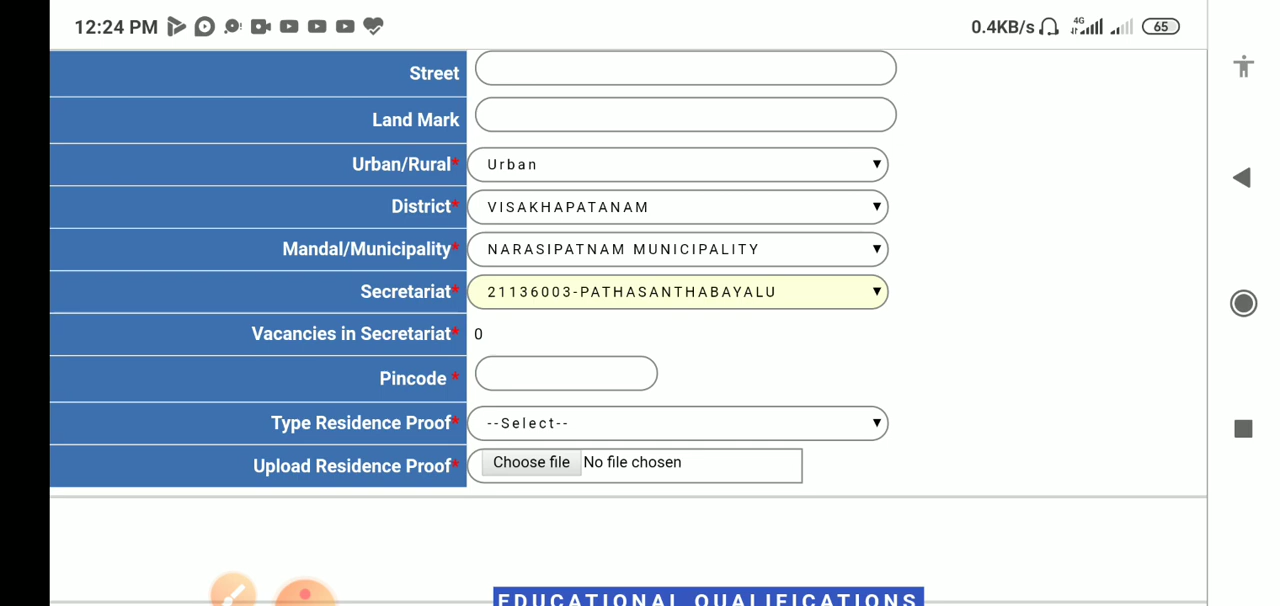 12:24 PM 0.4KB/s 4G 65
Street
Land Mark
Urban/Rural* Urban
District* VISAKHAPATANAM
Mandal/Municipality* NARASIPATNAM MUNICIPALITY
Secretariat* 21136003-PATHASANTHABAYALU
Vacancies in Secretariat* 0
Pincode *
Type Residence Proof* --Select--
Upload Residence Proof* Choose file No file chosen
EDUCATIONAL QUALIFICATIONS